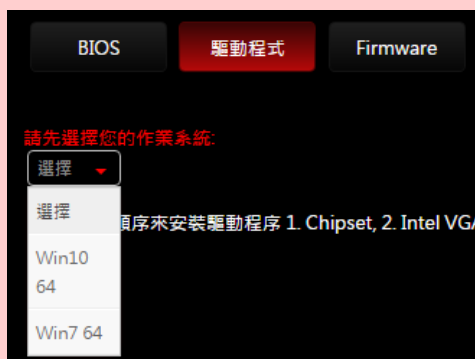 BIOS 驅動程式 Firmware
請先選擇您的作業系統:
選擇
選擇
順序來安裝驅動程序 1. Chipset, 2. Intel VGA
Win10
64
Win7 64